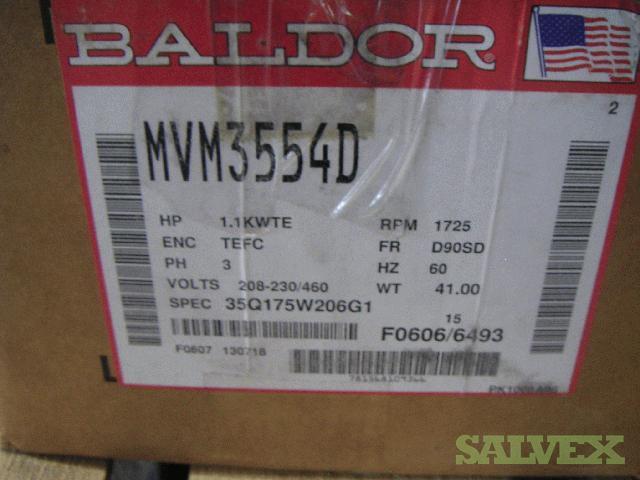 BALDOR
2
MVM3554D
HP 1.1KWTE RPM 1725
ENC TEFC FR D90SD
PH 3 HZ 60
VOLTS 208-230/460 WT 41.00
SPEC 35Q175W206G1
15
F0606/6493
F0607 130718
SALVEX